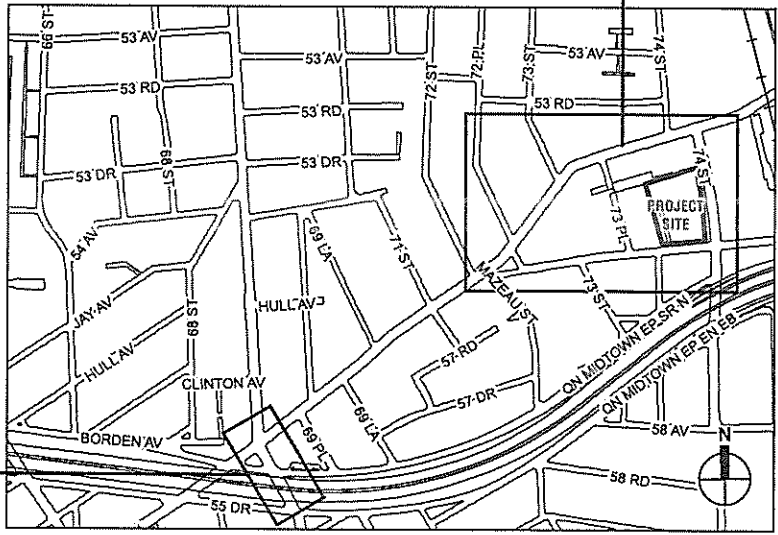 66 ST
53 AV
53 AV
72 ST
72 PL
73 ST
53 AV
74 ST
53 RD
53 RD
53 RD
68 ST
53 DR
53 DR
74 ST
54 AV
69 LA
71 ST
73 PL
PROJECT
SITE
JAY AV
HULL AV
68 ST
HULL AV
MAZEAU ST
73 ST
QN MIDTOWN EP SR N
QN MIDTOWN EP EN EB
57 RD
CLINTON AV
57 DR
69 LA
69 PL
BORDEN AV
58 AV
N
58 RD
55 DR